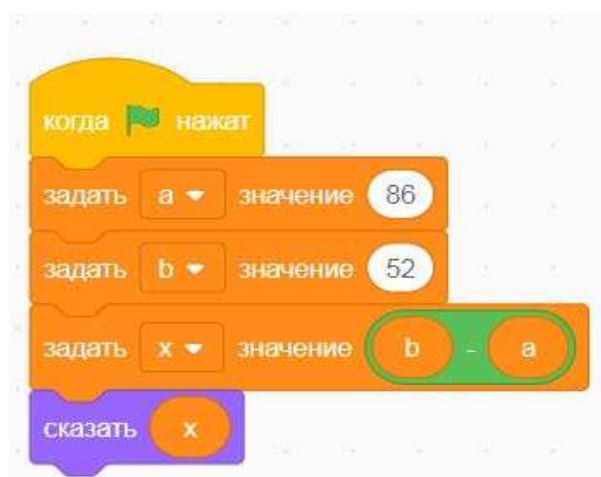 когда нажат
задать a значение 86
задать b значение 52
задать x значение b - a
сказать x